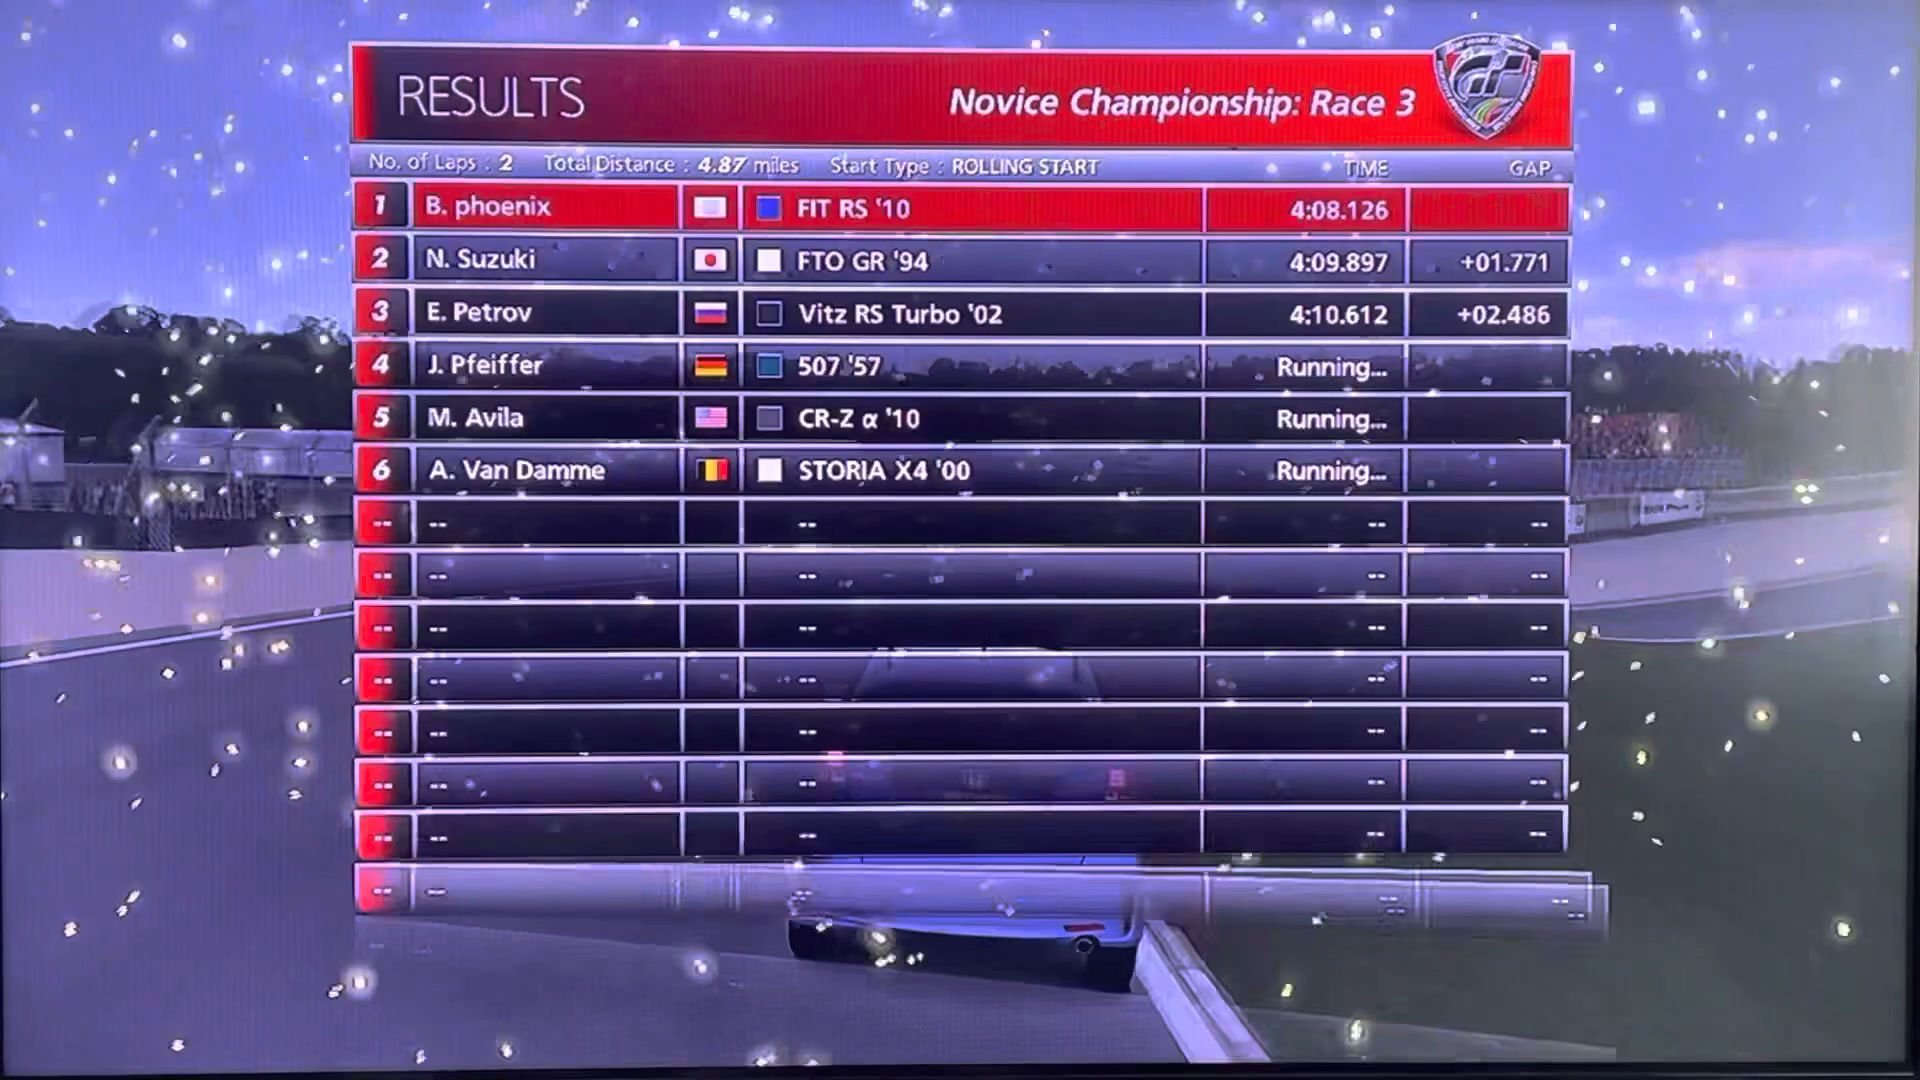 RESULTS
Novice Championship: Race 3
No. of Laps : 2 Total Distance : 4.87 miles Start Type : ROLLING START TIME GAP
1 B. phoenix FIT RS '10 4:08.126
2 N. Suzuki FTO GR '94 4:09.897 +01.771
3 E. Petrov Vitz RS Turbo '02 4:10.612 +02.486
4 J. Pfeiffer 507 '57 Running...
5 M. Avila CR-Z α '10 Running...
6 A. Van Damme STORIA X4 '00 Running...
-- -- -- -- --
-- -- -- -- --
-- -- -- -- --
-- -- -- -- --
-- -- -- -- --
-- -- -- -- --
-- -- -- -- --
-- -- -- -- --